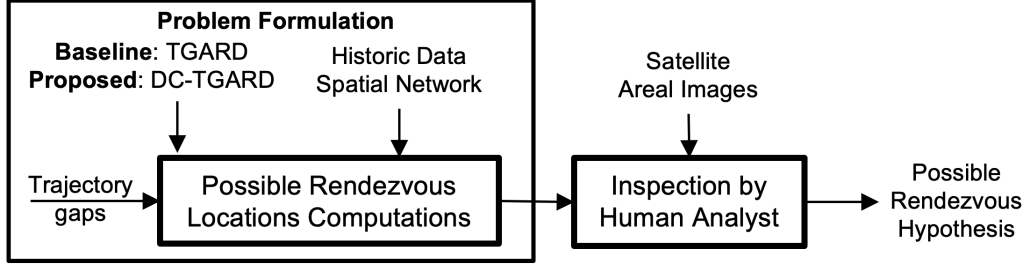 Problem Formulation
Baseline: TGARD
Proposed: DC-TGARD
Historic Data
Spatial Network
Satellite
Areal Images
Trajectory
gaps
Possible Rendezvous
Locations Computations
Inspection by
Human Analyst
Possible
Rendezvous
Hypothesis